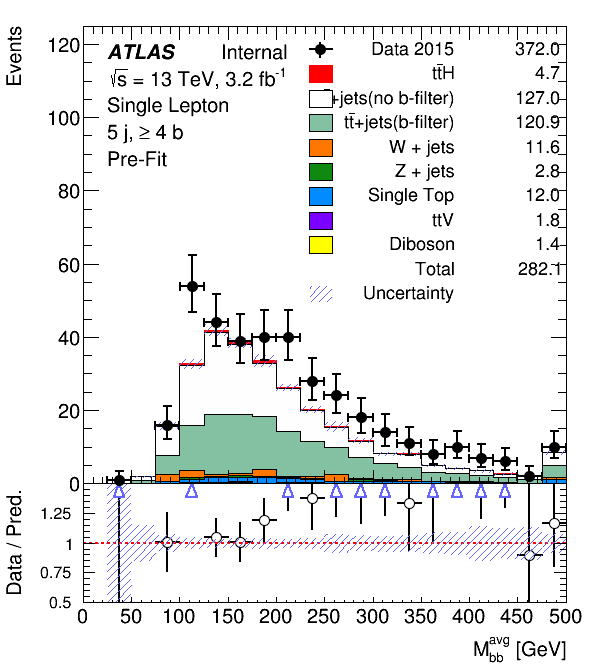 Events
ATLAS Internal
√s = 13 TeV, 3.2 fb⁻¹
Single Lepton
5 j, ≥ 4 b
Pre-Fit
Data 2015 372.0
tt̄H 4.7
+jets(no b-filter) 127.0
tt̄+jets(b-filter) 120.9
W + jets 11.6
Z + jets 2.8
Single Top 12.0
ttV 1.8
Diboson 1.4
Total 282.1
Uncertainty
120
100
80
60
40
20
0
Data / Pred.
1.25
1
0.75
0.5
0 50 100 150 200 250 300 350 400 450 500
M_bb^avg [GeV]